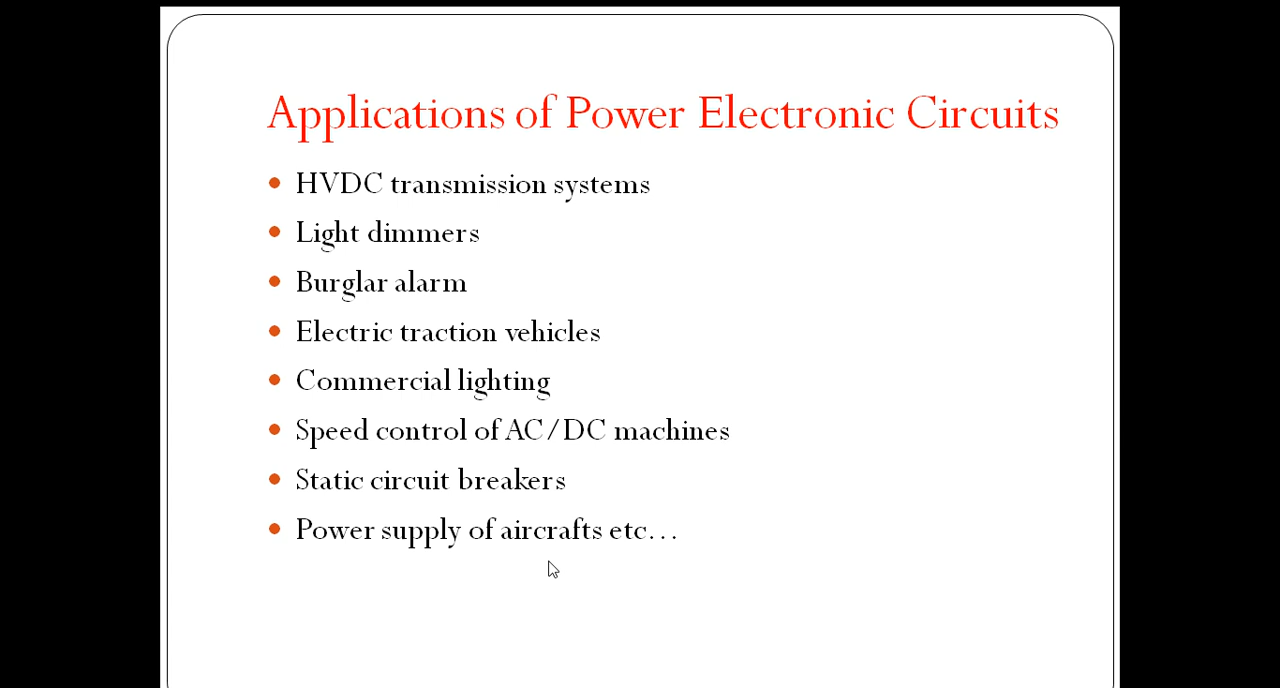 Applications of Power Electronic Circuits
• HVDC transmission systems
• Light dimmers
• Burglar alarm
• Electric traction vehicles
• Commercial lighting
• Speed control of AC/DC machines
• Static circuit breakers
• Power supply of aircrafts etc…